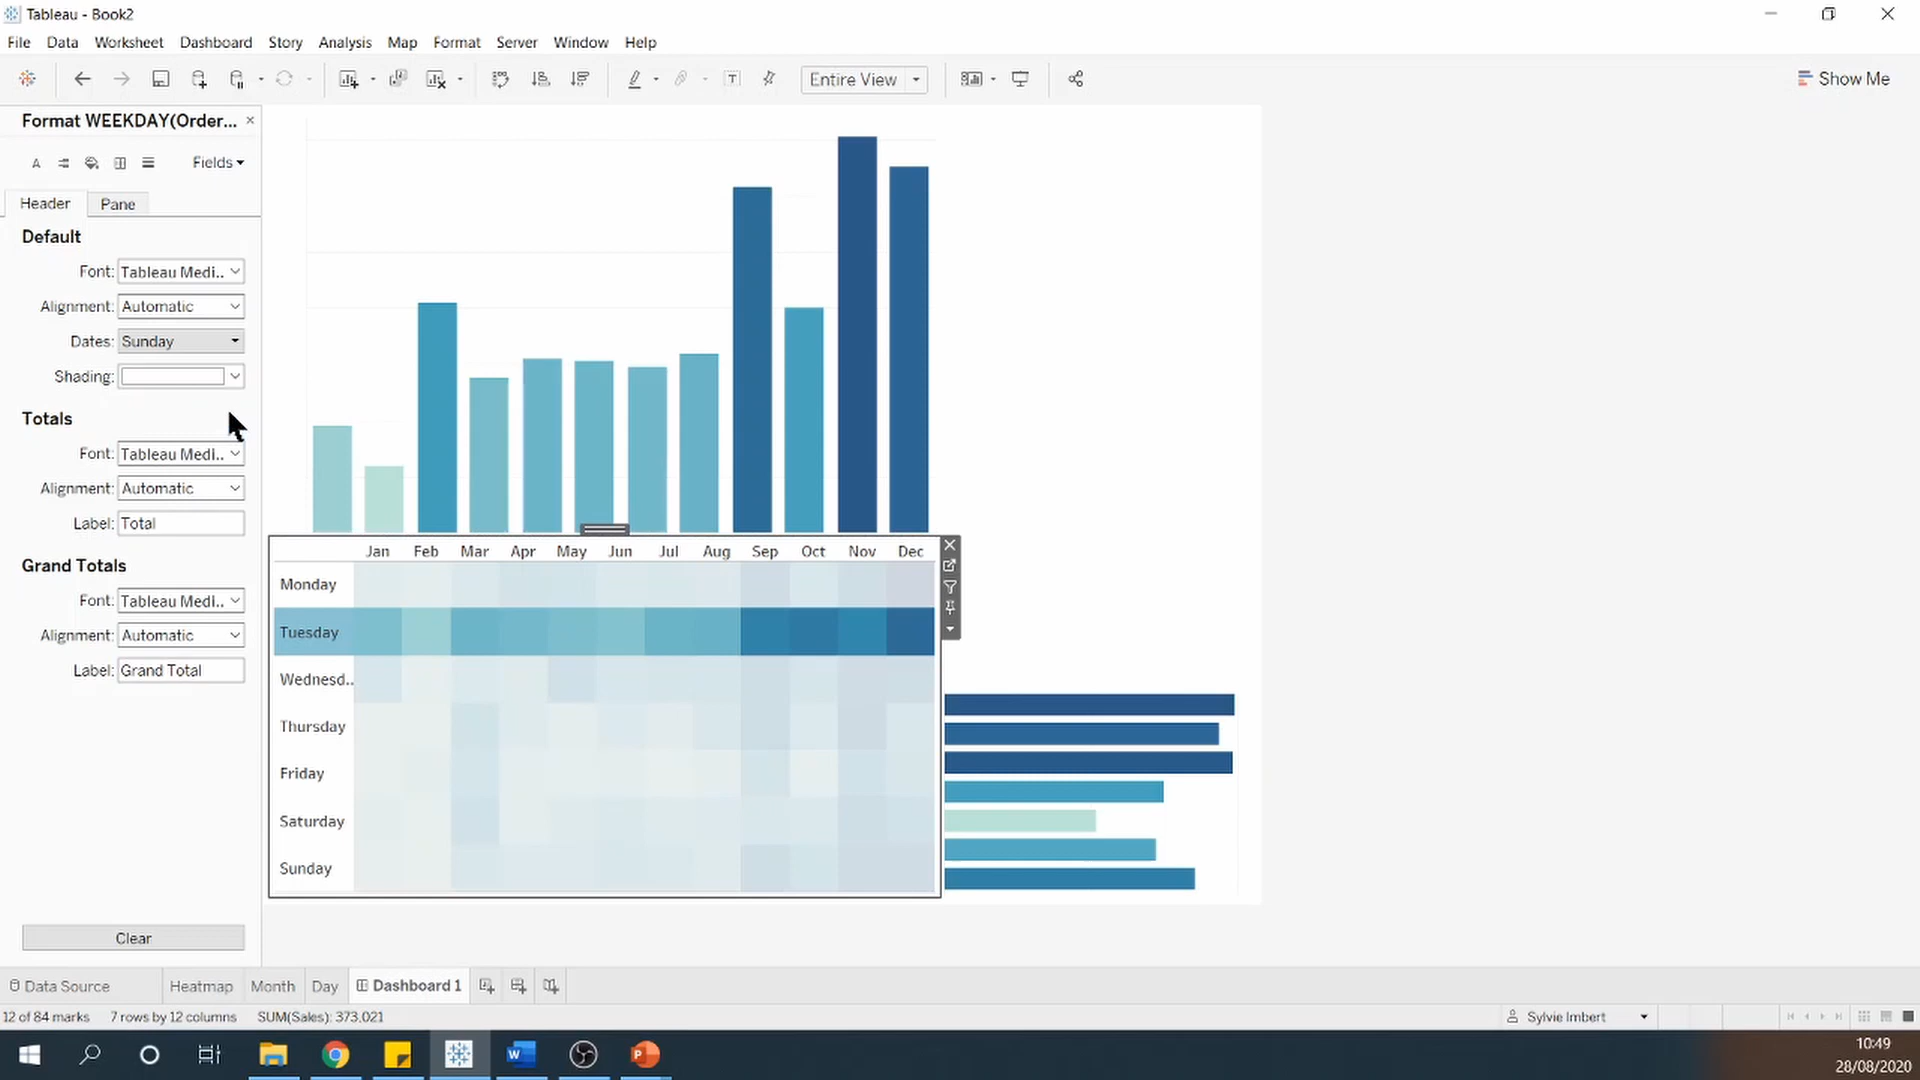 Tableau - Book2
File Data Worksheet Dashboard Story Analysis Map Format Server Window Help
Entire View
Show Me
Format WEEKDAY(Order...
Fields
Header Pane
Default
Font: Tableau Medi..
Alignment: Automatic
Dates: Sunday
Shading:
Totals
Font: Tableau Medi..
Alignment: Automatic
Label: Total
Grand Totals
Font: Tableau Medi..
Alignment: Automatic
Label: Grand Total
Clear
Jan Feb Mar Apr May Jun Jul Aug Sep Oct Nov Dec
Monday
Tuesday
Wednesd..
Thursday
Friday
Saturday
Sunday
Data Source Heatmap Month Day Dashboard 1
12 of 84 marks 7 rows by 12 columns SUM(Sales): 373,021
Sylvie Imbert
10:49
28/08/2020